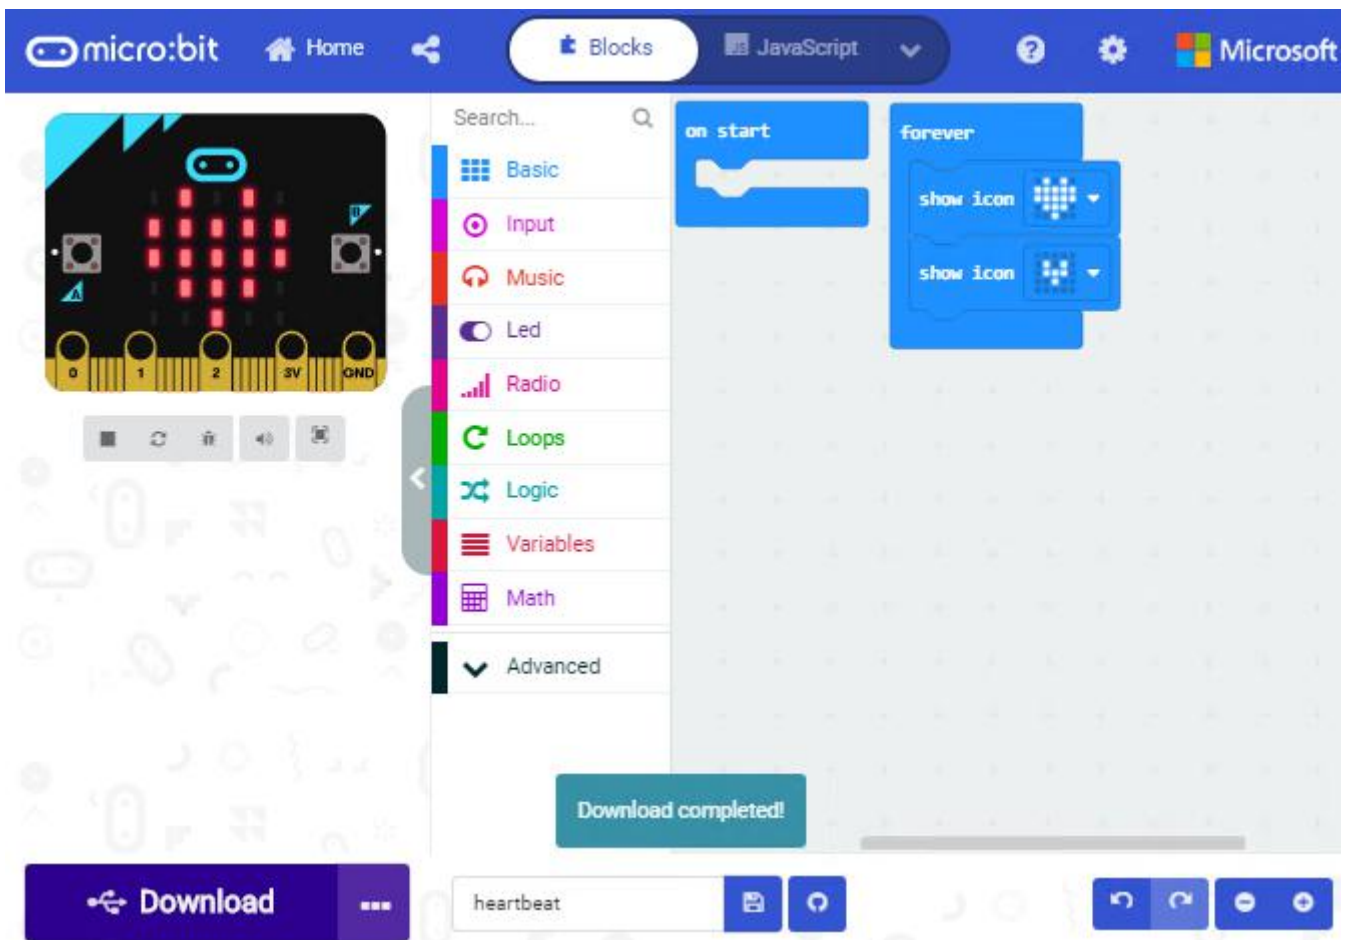 micro:bit Home Blocks JavaScript Microsoft
Search...
Basic
Input
Music
Led
Radio
Loops
Logic
Variables
Math
Advanced
on start
forever
show icon
show icon
B
A
0 1 2 3V GND
Download completed!
Download
heartbeat